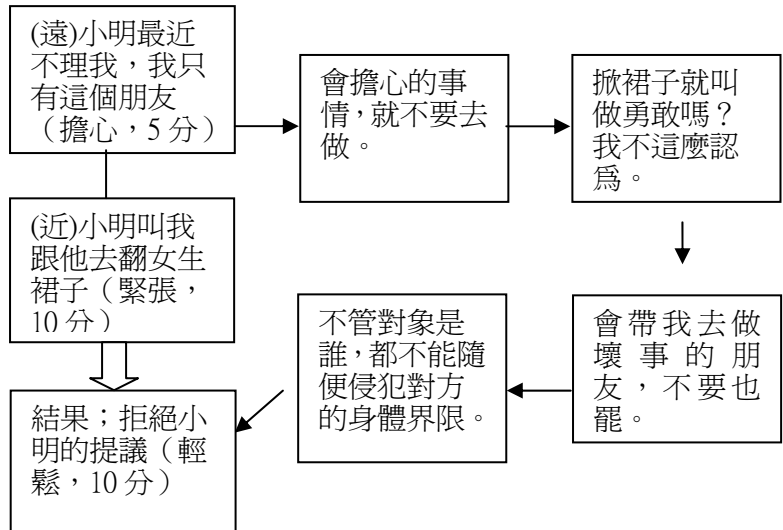 (遠)小明最近
不理我，我只
有這個朋友
（擔心，5分）
會擔心的事
情，就不要去
做。
掀裙子就叫
做勇敢嗎？
我不這麼認
為。
(近)小明叫我
跟他去翻女生
裙子（緊張，
10分）
不管對象是
誰，都不能隨
便侵犯對方
的身體界限。
會帶我去做
壞事的朋
友，不要也
罷。
結果；拒絕小
明的提議（輕
鬆，10分）